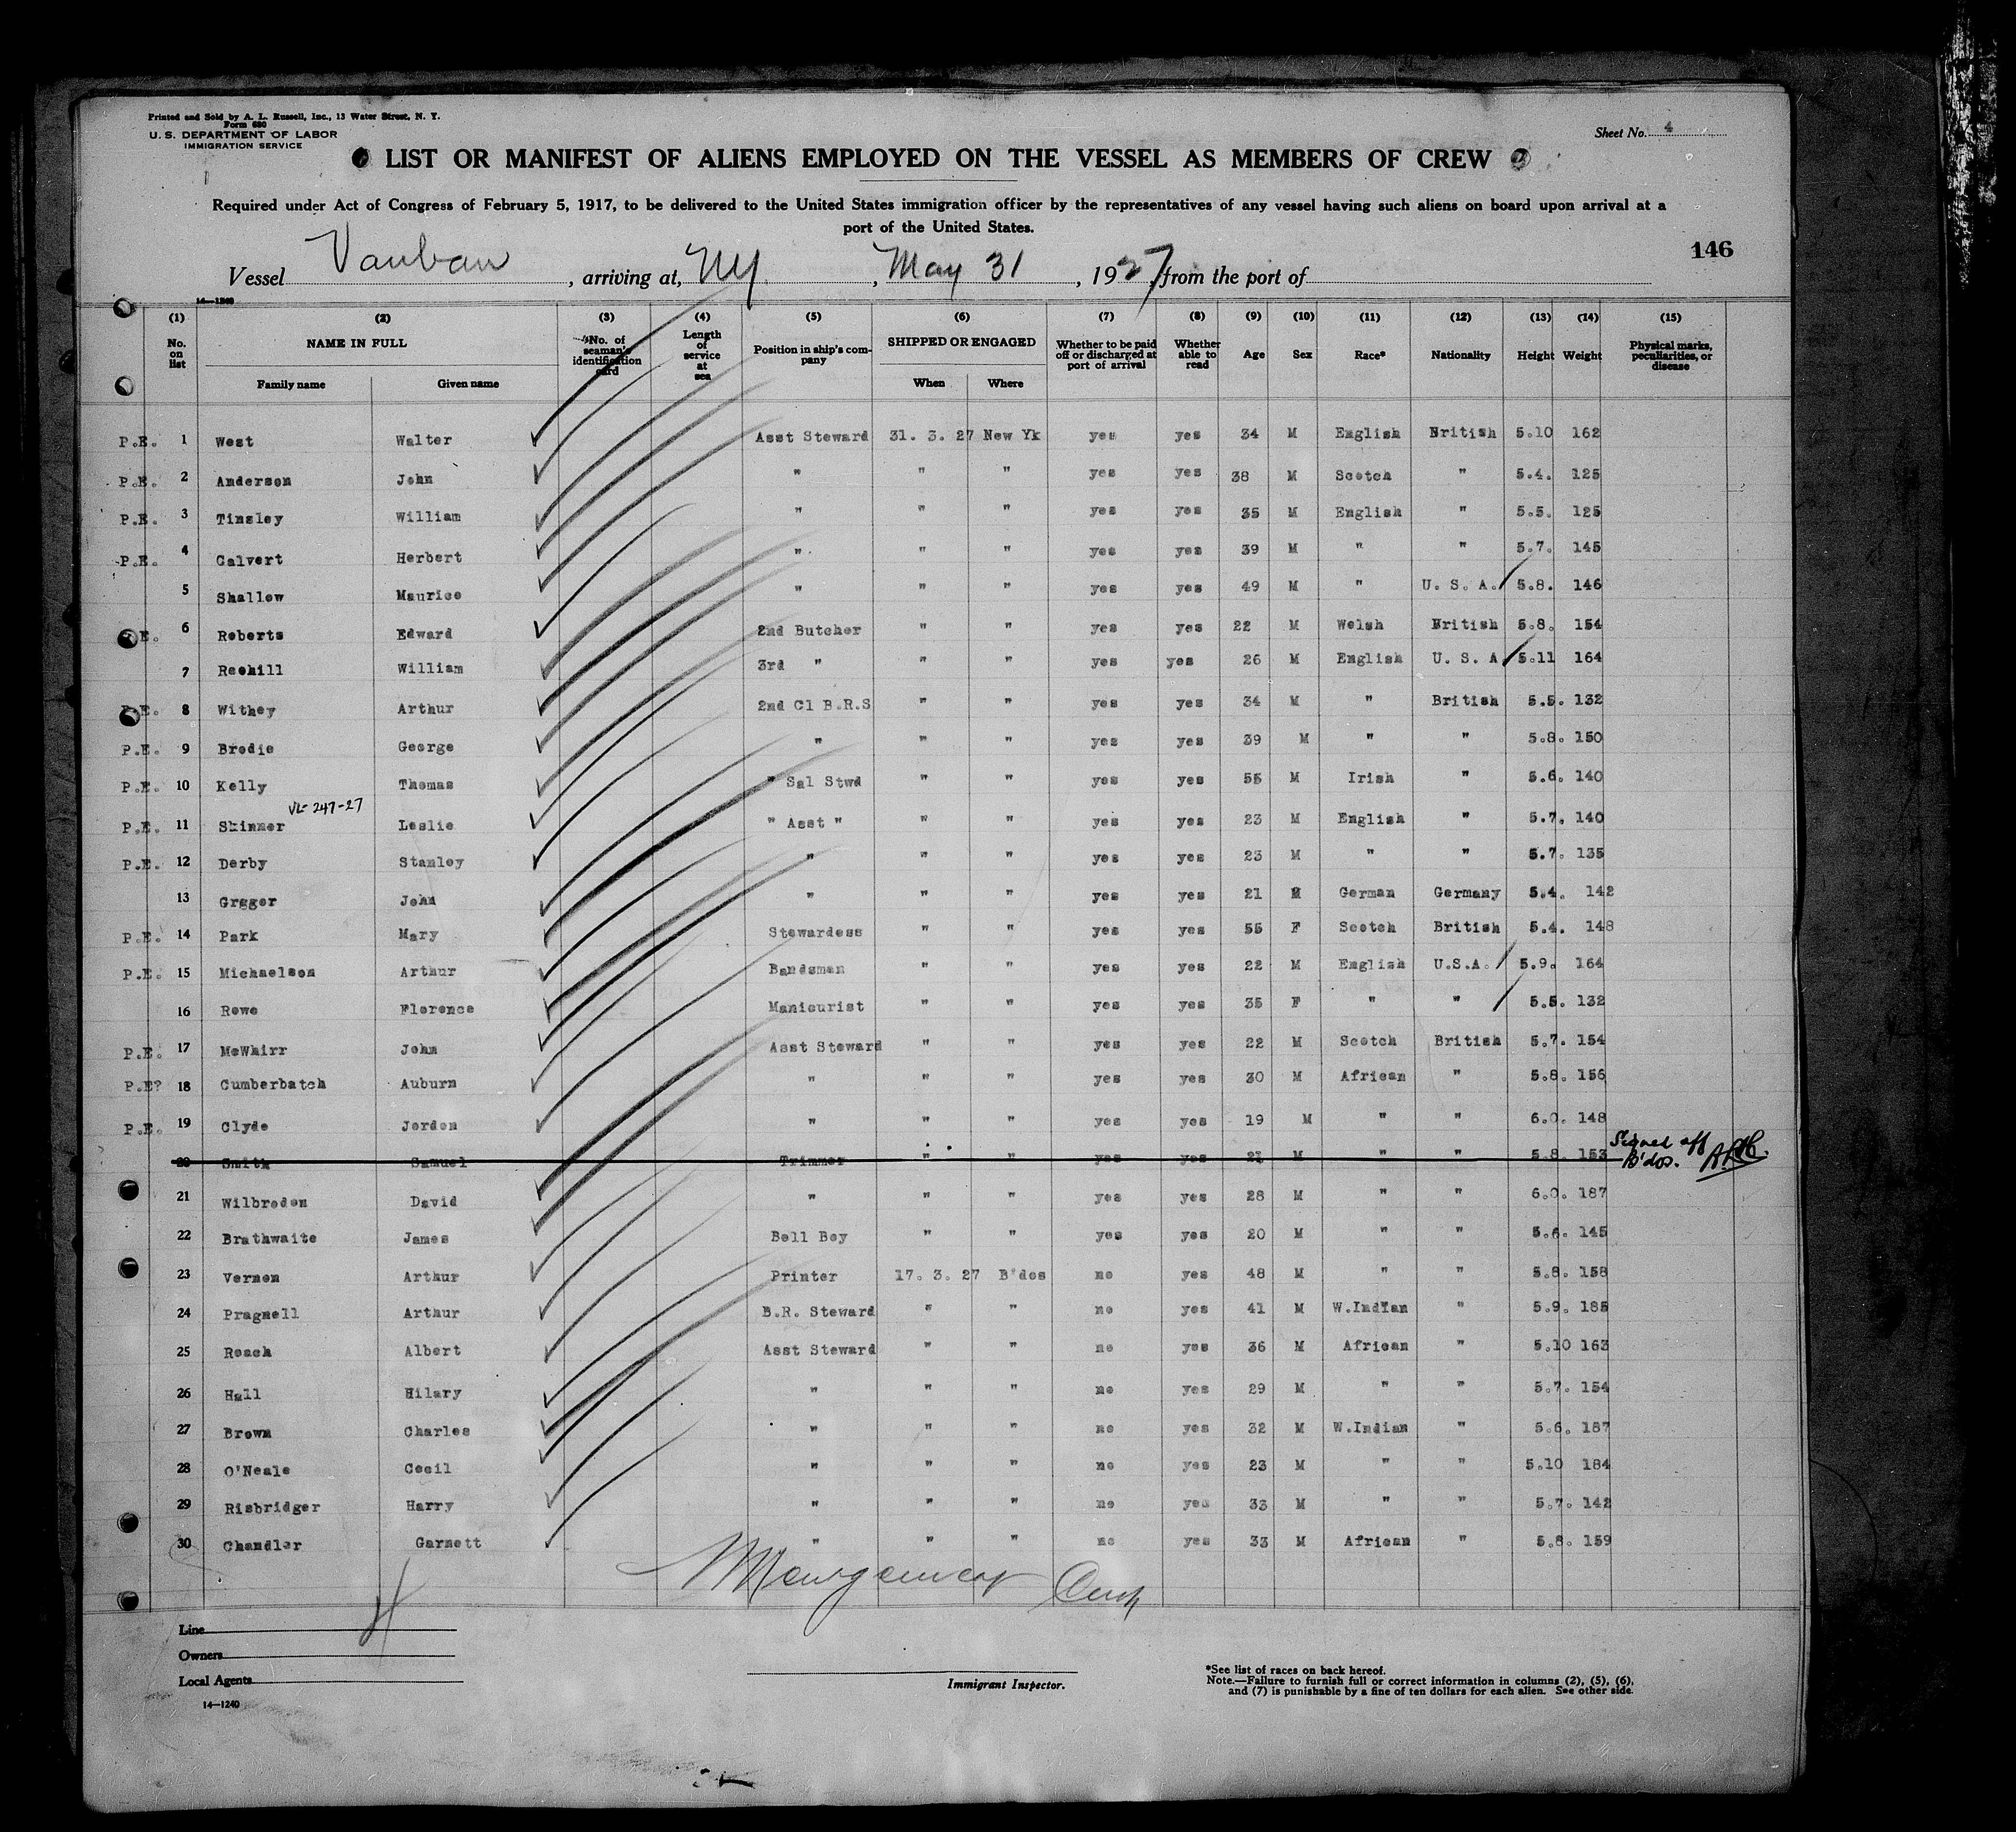 Printed and Sold by A. L. Russell, Inc., 13 Water Street, N. Y.
Form 680
U. S. DEPARTMENT OF LABOR
IMMIGRATION SERVICE
Sheet No. 4
LIST OR MANIFEST OF ALIENS EMPLOYED ON THE VESSEL AS MEMBERS OF CREW
Required under Act of Congress of February 5, 1917, to be delivered to the United States immigration officer by the representatives of any vessel having such aliens on board upon arrival at a
port of the United States.
146
Vessel Vauban, arriving at, NY, May 31, 1927, from the port of
14—1240
(1) (2) (3) (4) (5) (6) (7) (8) (9) (10) (11) (12) (13) (14) (15)
No. on list NAME IN FULL No. of seaman's identification card Length of service at sea Position in ship's company SHIPPED OR ENGAGED Whether to be paid off or discharged at port of arrival Whether able to read Age Sex Race* Nationality Height Weight Physical marks, peculiarities, or disease
Family name Given name When Where
P.E. 1 West Walter Asst Steward 31. 3. 27 New Yk yes yes 34 M English British 5.10 162
P.E. 2 Anderson John " " " yes yes 38 M Scotch " 5.4. 125
P.E. 3 Tinsley William " " " yes yes 35 M English " 5.5. 125
P.E. 4 Calvert Herbert " " " yes yes 39 M " " 5.7. 145
5 Shallow Maurice " " " yes yes 49 M " U. S. A. 5.8. 146
E. 6 Roberts Edward 2nd Butcher " " yes yes 22 M Welsh British 5.8. 154
7 Reehill William 3rd " " " yes yes 26 M English U. S. A 5.11 164
E. 8 Withey Arthur 2nd Cl B.R.S " " yes yes 34 M " British 5.5. 132
P.E. 9 Brodie George " " " yes yes 39 M " " 5.8. 150
P.E. 10 Kelly Thomas " Sal Stwd " " yes yes 55 M Irish " 5.6. 140
VL-247-27
P.E. 11 Skinner Leslie " Asst " " " yes yes 23 M English " 5.7. 140
P.E. 12 Derby Stanley " " " yes yes 23 M " " 5.7. 135
13 Grgger John " " " yes yes 21 M German Germany 5.4. 142
P.E. 14 Park Mary Stewardess " " yes yes 55 F Scotch British 5.4. 148
P.E. 15 Michaelson Arthur Bandsman " " yes yes 22 M English U.S.A. 5.9. 164
16 Rowe Florence Manicurist " " yes yes 35 F " " 5.5. 132
P.E. 17 McWhirr John Asst Steward " " yes yes 22 M Scotch British 5.7. 154
P.E? 18 Cumberbatch Auburn " " " yes yes 30 M African " 5.8. 156
P.E. 19 Clyde Jordon " " " yes yes 19 M " " 6.0. 148
20 Smith Samuel Trimmer " " yes yes 21 M " " 5.8. 153 Signed off B'dos.
21 Wilbroden David " " " yes yes 28 M " " 6.0. 187
22 Brathwaite James Bell Boy " " yes yes 20 M " " 5.6. 145
23 Vernon Arthur Printer 17. 3. 27 B'dos no yes 48 M " " 5.8. 158
24 Pragnell Arthur B.R. Steward " " no yes 41 M W.Indian " 5.9. 185
25 Roach Albert Asst Steward " " no yes 36 M African " 5.10 163
26 Hall Hilary " " " no yes 29 M " " 5.7. 154
27 Brown Charles " " " no yes 32 M W.Indian " 5.6. 187
28 O'Neale Cecil " " " no yes 23 M " " 5.10 184
29 Risbridger Harry " " " no yes 33 M " " 5.7. 142
30 Chandler Garnett " " " no yes 33 M African " 5.8. 159
Line
Owners
Local Agents
14—1240
Immigrant Inspector.
*See list of races on back hereof.
Note.—Failure to furnish full or correct information in columns (2), (5), (6),
and (7) is punishable by a fine of ten dollars for each alien. See other side.